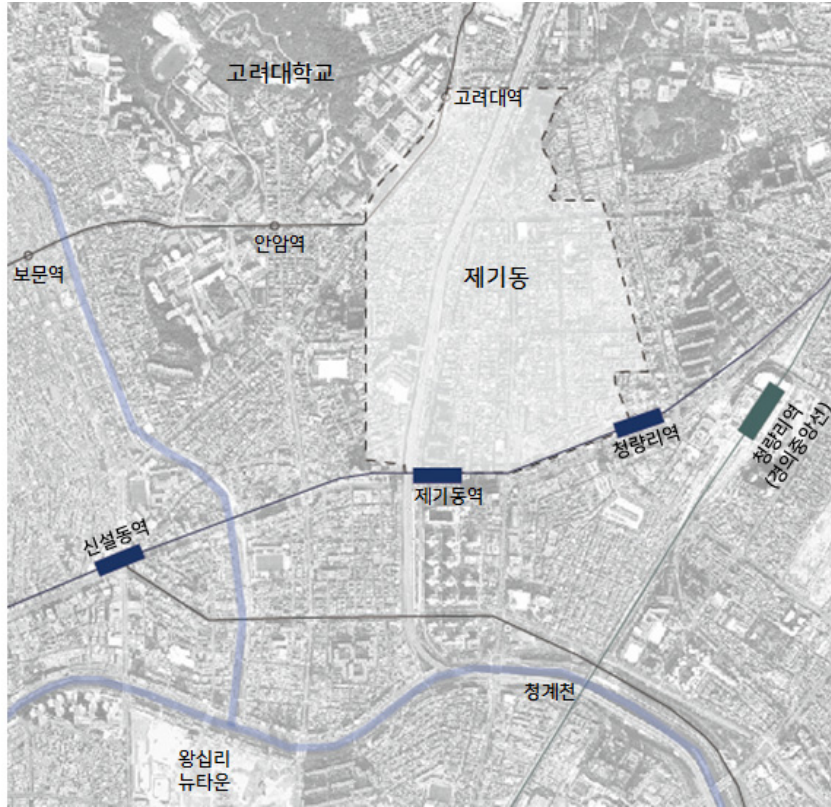 고려대학교
고려대역
안암역
보문역
제기동
청량리역
청량리역
(경의중앙선)
제기동역
신설동역
청계천
왕십리
뉴타운